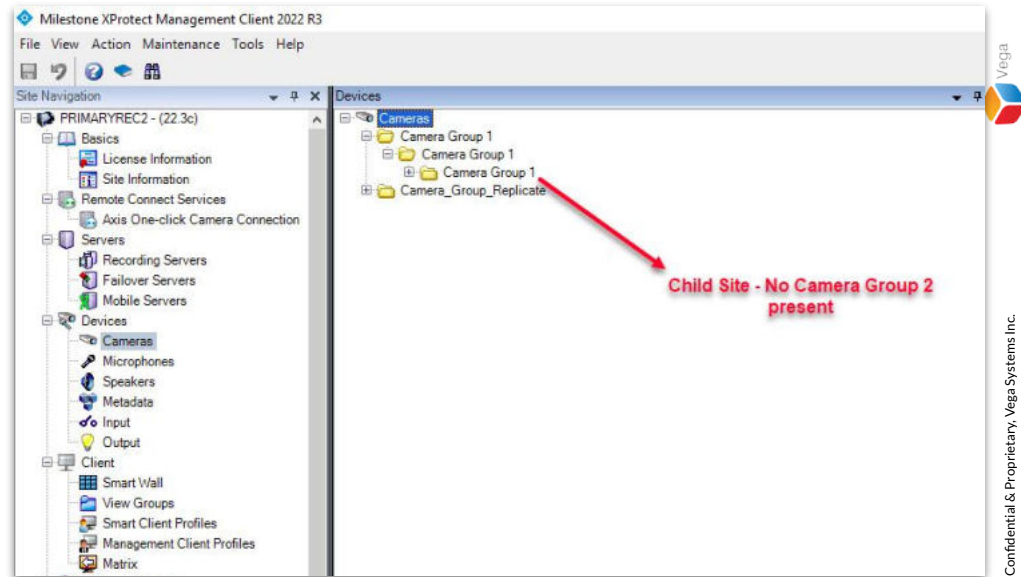 Milestone XProtect Management Client 2022 R3
File View Action Maintenance Tools Help
Site Navigation
PRIMARYREC2 - (22.3c)
Basics
License Information
Site Information
Remote Connect Services
Axis One-click Camera Connection
Servers
Recording Servers
Failover Servers
Mobile Servers
Devices
Cameras
Microphones
Speakers
Metadata
Input
Output
Client
Smart Wall
View Groups
Smart Client Profiles
Management Client Profiles
Matrix
Devices
Cameras
Camera Group 1
Camera Group 1
Camera Group 1
Camera_Group_Replicate
Child Site - No Camera Group 2
present
Vega
Confidential & Proprietary, Vega Systems Inc.